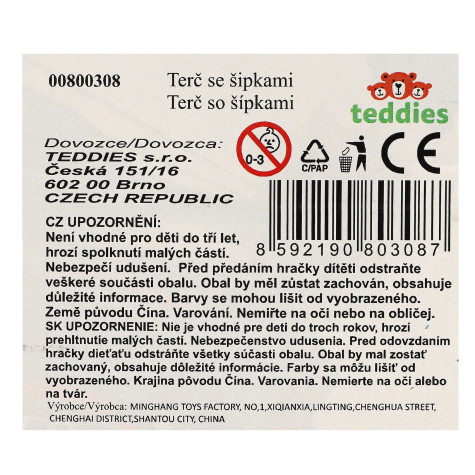 00800308
Terč se šipkami
Terč so šípkami
teddies
Dovozce/Dovozca:
TEDDIES s.r.o.
Česká 151/16
602 00 Brno
CZECH REPUBLIC
0-3
C/PAP
CE
8 592190 803087
CZ UPOZORNĚNÍ:
Není vhodné pro děti do tří let,
hrozí spolknutí malých částí.
Nebezpečí udušení. Před předáním hračky dítěti odstraňte
veškeré součásti obalu. Obal by měl zůstat zachován, obsahuje
důležité informace. Barvy se mohou lišit od vyobrazeného.
Země původu Čína. Varování. Nemiřte na oči nebo na obličej.
SK UPOZORNENIE: Nie je vhodné pre deti do troch rokov, hrozí
prehltnutie malých částí. Nebezpečenstvo udusenia. Pred odovzdaním
hračky dieťaťu odstráňte všetky súčasti obalu. Obal by mal zostať
zachovaný, obsahuje dôležité informácie. Farby sa môžu líšiť od
vyobrazeného. Krajina pôvodu Čína. Varovania. Nemierte na oči alebo
na tvár.
Výrobce/Výrobca: MINGHANG TOYS FACTORY, NO,1,XIQIANXIA,LINGTING,CHENGHUA STREET,
CHENGHAI DISTRICT,SHANTOU CITY, CHINA